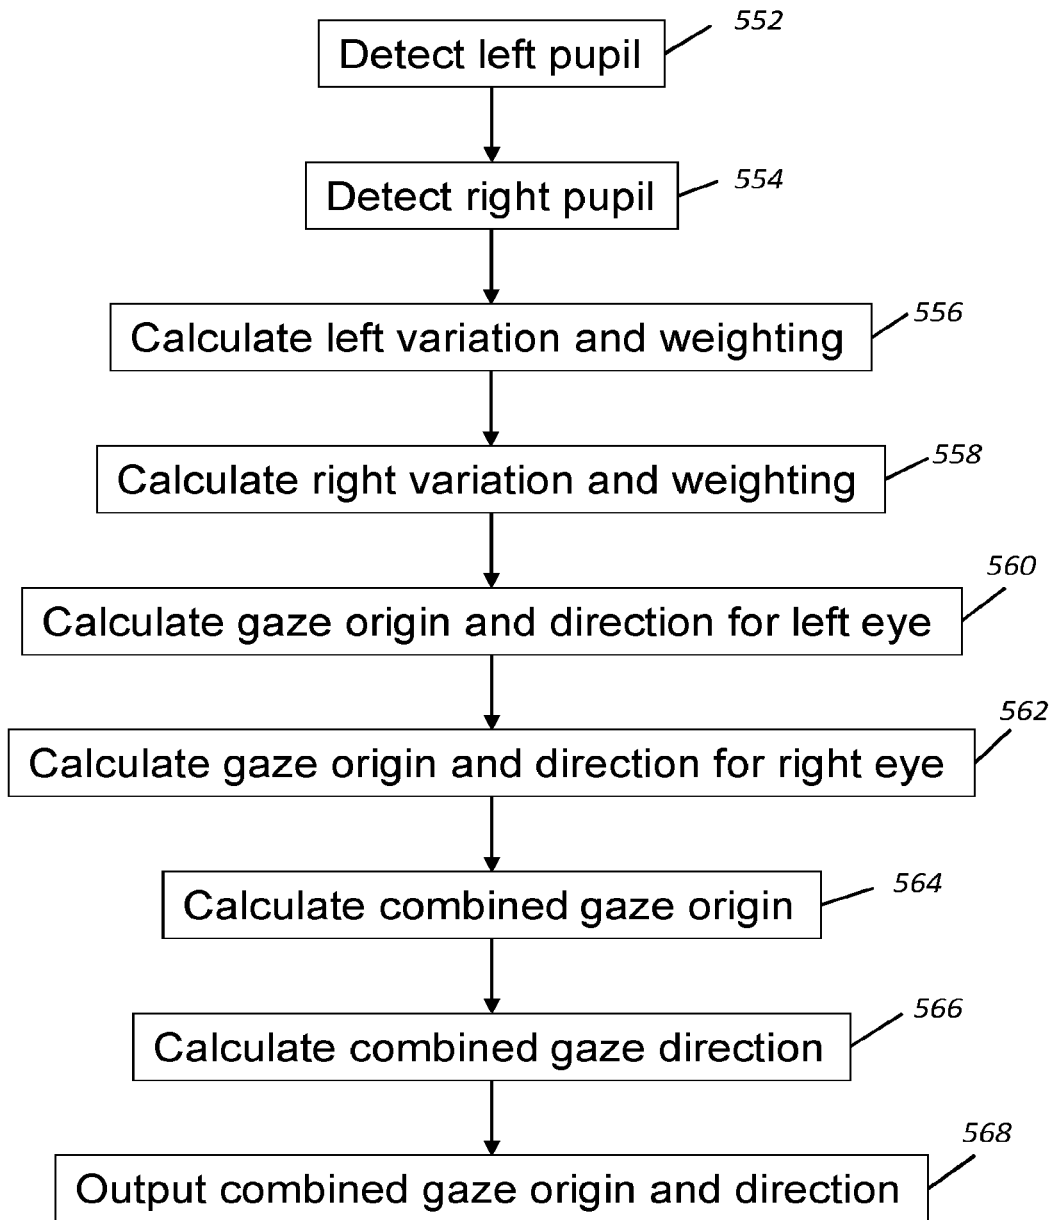 552
Detect left pupil
554
Detect right pupil
556
Calculate left variation and weighting
558
Calculate right variation and weighting
560
Calculate gaze origin and direction for left eye
562
Calculate gaze origin and direction for right eye
564
Calculate combined gaze origin
566
Calculate combined gaze direction
568
Output combined gaze origin and direction